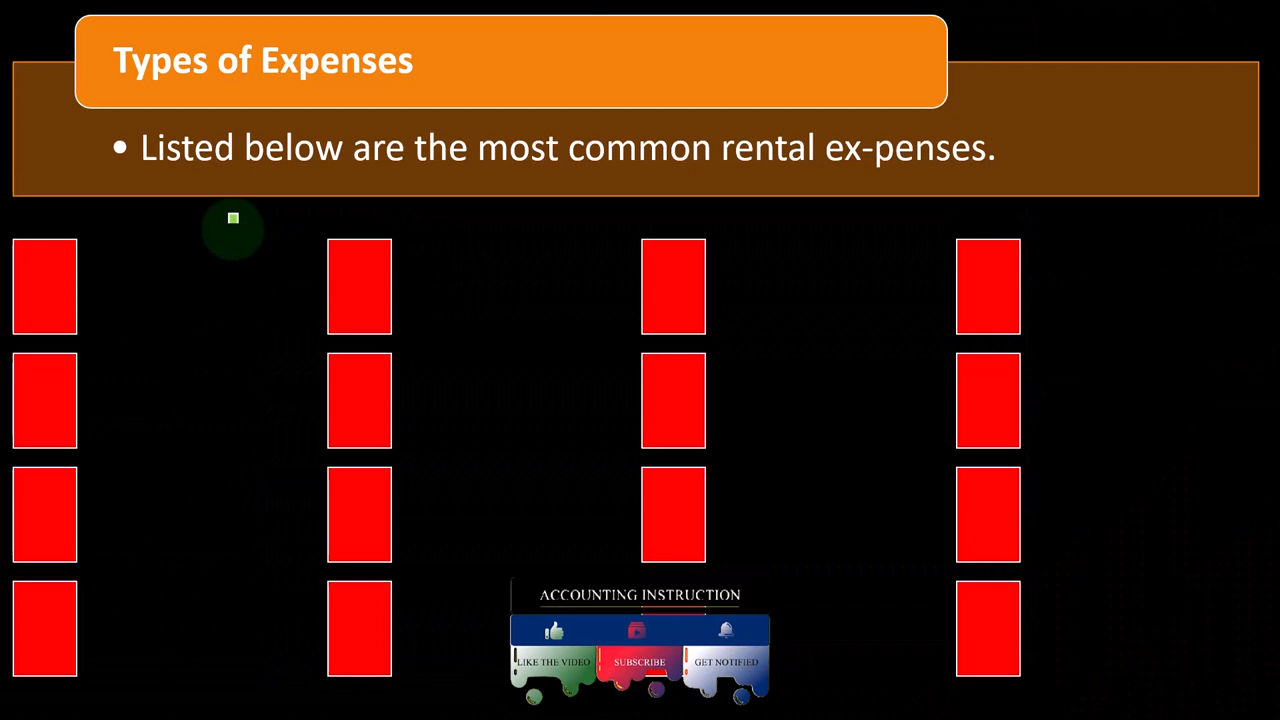 Types of Expenses
• Listed below are the most common rental ex-penses.
ACCOUNTING INSTRUCTION
LIKE THE VIDEO
SUBSCRIBE
GET NOTIFIED